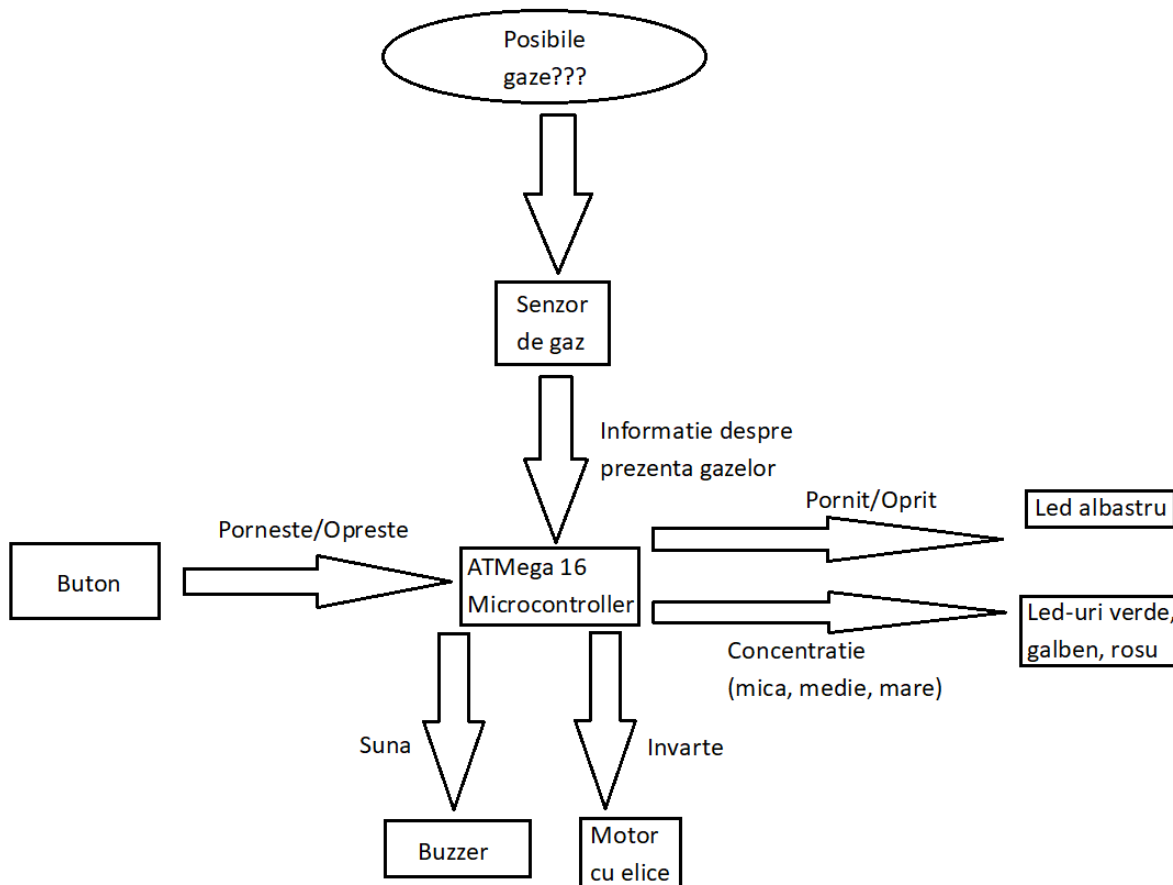 Posibile
gaze???
Senzor
de gaz
Informatie despre
prezenta gazelor
Pornit/Oprit
Led albastru
Porneste/Opreste
Buton
ATMega 16
Microcontroller
Led-uri verde,
galben, rosu
Concentratie
(mica, medie, mare)
Suna
Invarte
Buzzer
Motor
cu elice